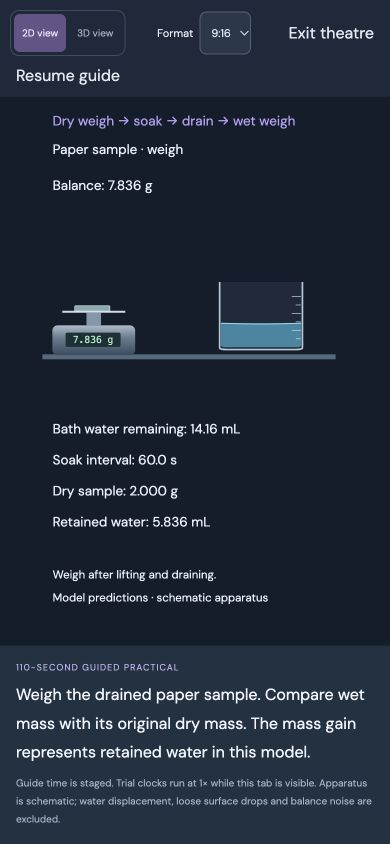 2D view 3D view Format 9:16 Exit theatre
Resume guide
Dry weigh → soak → drain → wet weigh
Paper sample · weigh
Balance: 7.836 g
7.836 g
Bath water remaining: 14.16 mL
Soak interval: 60.0 s
Dry sample: 2.000 g
Retained water: 5.836 mL
Weigh after lifting and draining.
Model predictions · schematic apparatus
110-SECOND GUIDED PRACTICAL
Weigh the drained paper sample. Compare wet
mass with its original dry mass. The mass gain
represents retained water in this model.
Guide time is staged. Trial clocks run at 1× while this tab is visible. Apparatus
is schematic; water displacement, loose surface drops and balance noise are
excluded.